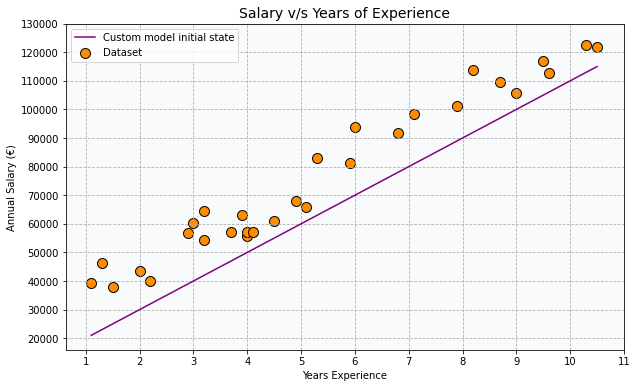 Salary v/s Years of Experience
Custom model initial state
Dataset
Annual Salary (€)
130000
120000
110000
100000
90000
80000
70000
60000
50000
40000
30000
20000
1 2 3 4 5 6 7 8 9 10 11
Years Experience